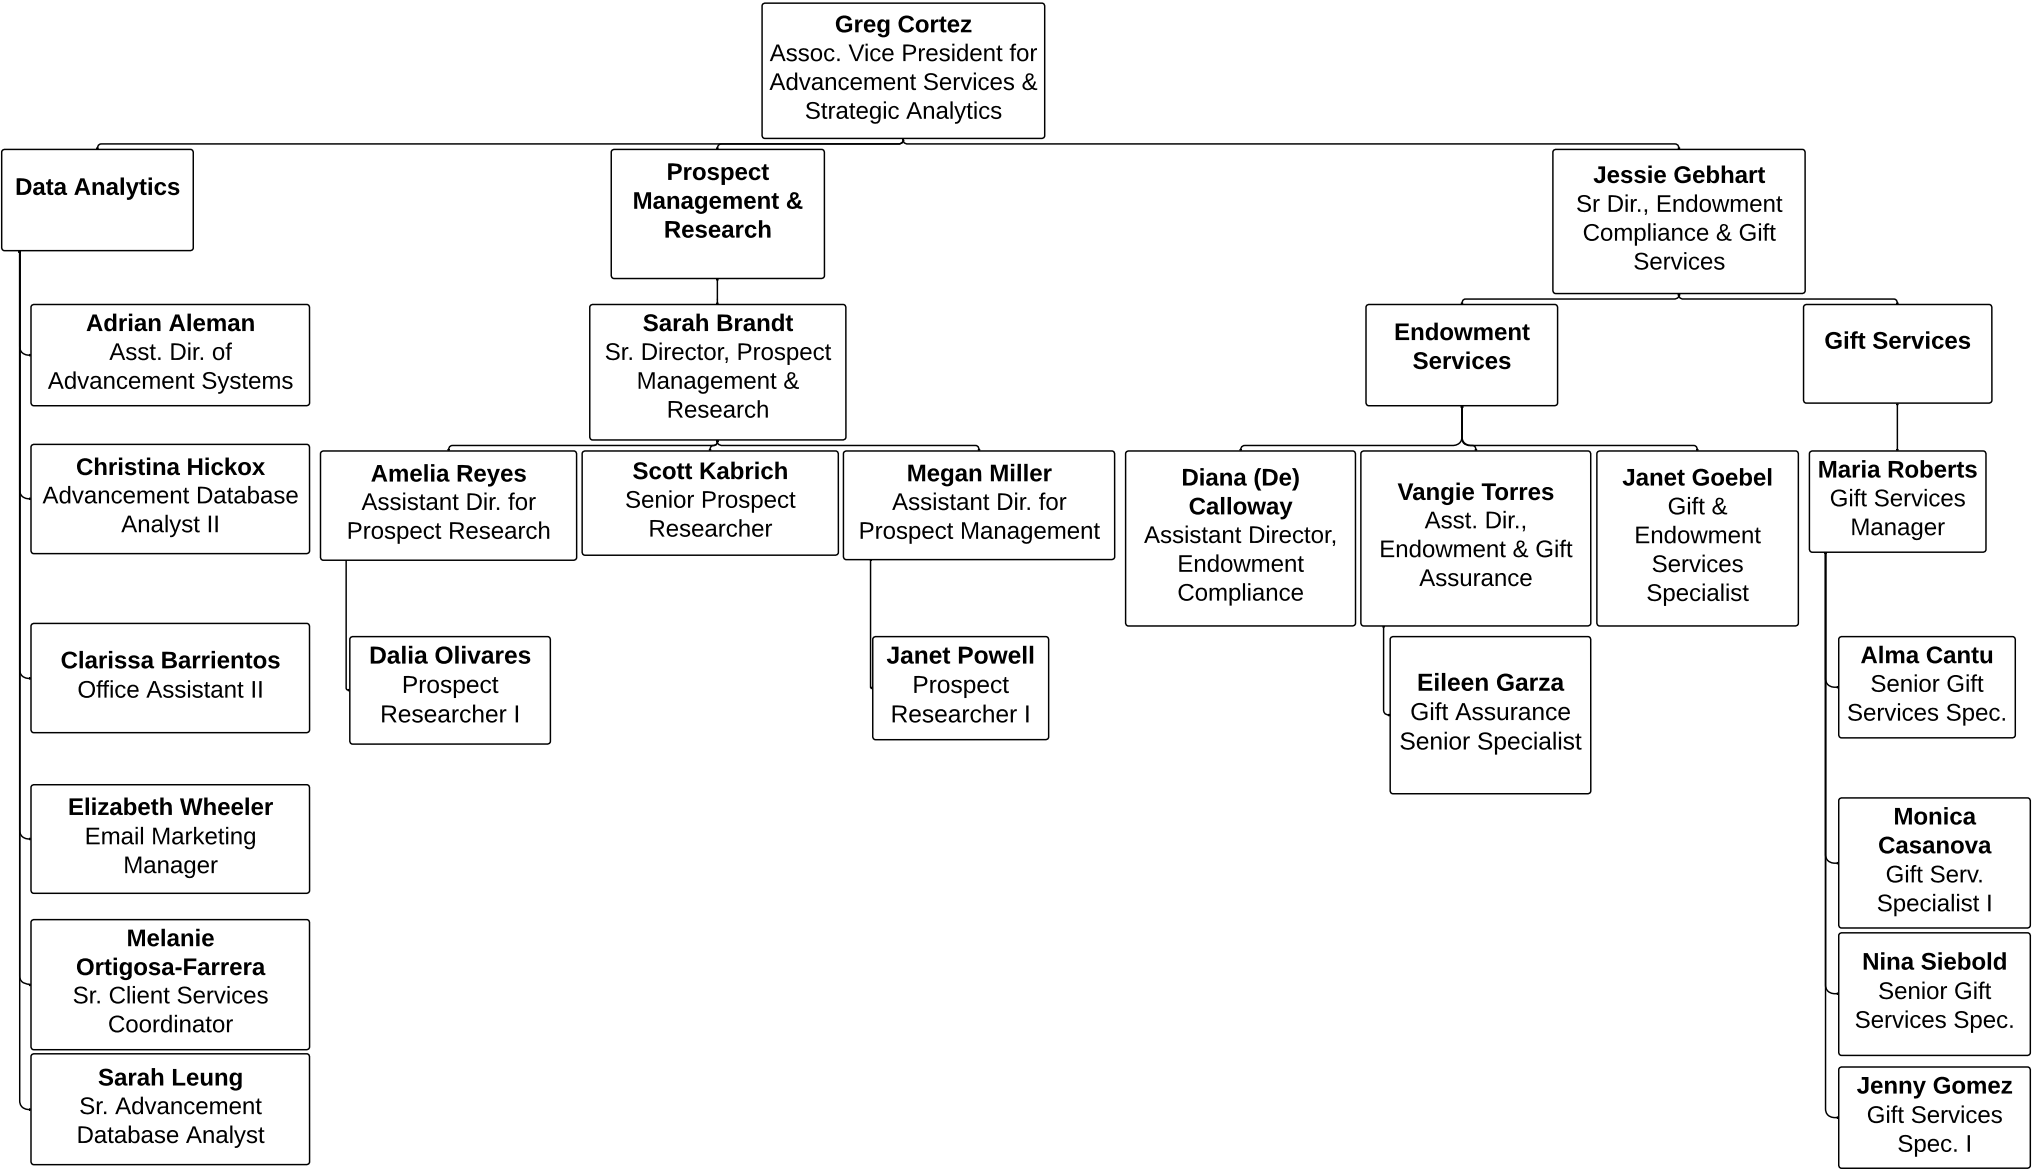 Greg Cortez
Assoc. Vice President for
Advancement Services &
Strategic Analytics
Data Analytics
Prospect
Management &
Research
Jessie Gebhart
Sr Dir., Endowment
Compliance & Gift
Services
Adrian Aleman
Asst. Dir. of
Advancement Systems
Sarah Brandt
Sr. Director, Prospect
Management &
Research
Endowment
Services
Gift Services
Christina Hickox
Advancement Database
Analyst II
Amelia Reyes
Assistant Dir. for
Prospect Research
Scott Kabrich
Senior Prospect
Researcher
Megan Miller
Assistant Dir. for
Prospect Management
Diana (De)
Calloway
Assistant Director,
Endowment
Compliance
Vangie Torres
Asst. Dir.,
Endowment & Gift
Assurance
Janet Goebel
Gift &
Endowment
Services
Specialist
Maria Roberts
Gift Services
Manager
Clarissa Barrientos
Office Assistant II
Dalia Olivares
Prospect
Researcher I
Janet Powell
Prospect
Researcher I
Eileen Garza
Gift Assurance
Senior Specialist
Alma Cantu
Senior Gift
Services Spec.
Elizabeth Wheeler
Email Marketing
Manager
Monica
Casanova
Gift Serv.
Specialist I
Melanie
Ortigosa-Farrera
Sr. Client Services
Coordinator
Nina Siebold
Senior Gift
Services Spec.
Sarah Leung
Sr. Advancement
Database Analyst
Jenny Gomez
Gift Services
Spec. I